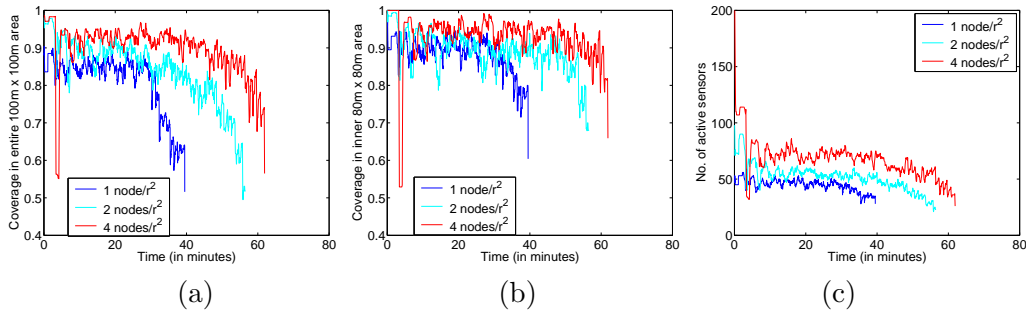 1
0.9
0.8
0.7
0.6
0.5
0.4
0 20 40 60 80
Coverage in entire 100m x 100m area
Time (in minutes)
1 node/r²
2 nodes/r²
4 nodes/r²
(a)
1
0.9
0.8
0.7
0.6
0.5
0.4
0 20 40 60 80
Coverage in inner 80m x 80m area
Time (in minutes)
1 node/r²
2 nodes/r²
4 nodes/r²
(b)
200
150
100
50
0
0 20 40 60 80
No. of active sensors
Time (in minutes)
1 node/r²
2 nodes/r²
4 nodes/r²
(c)